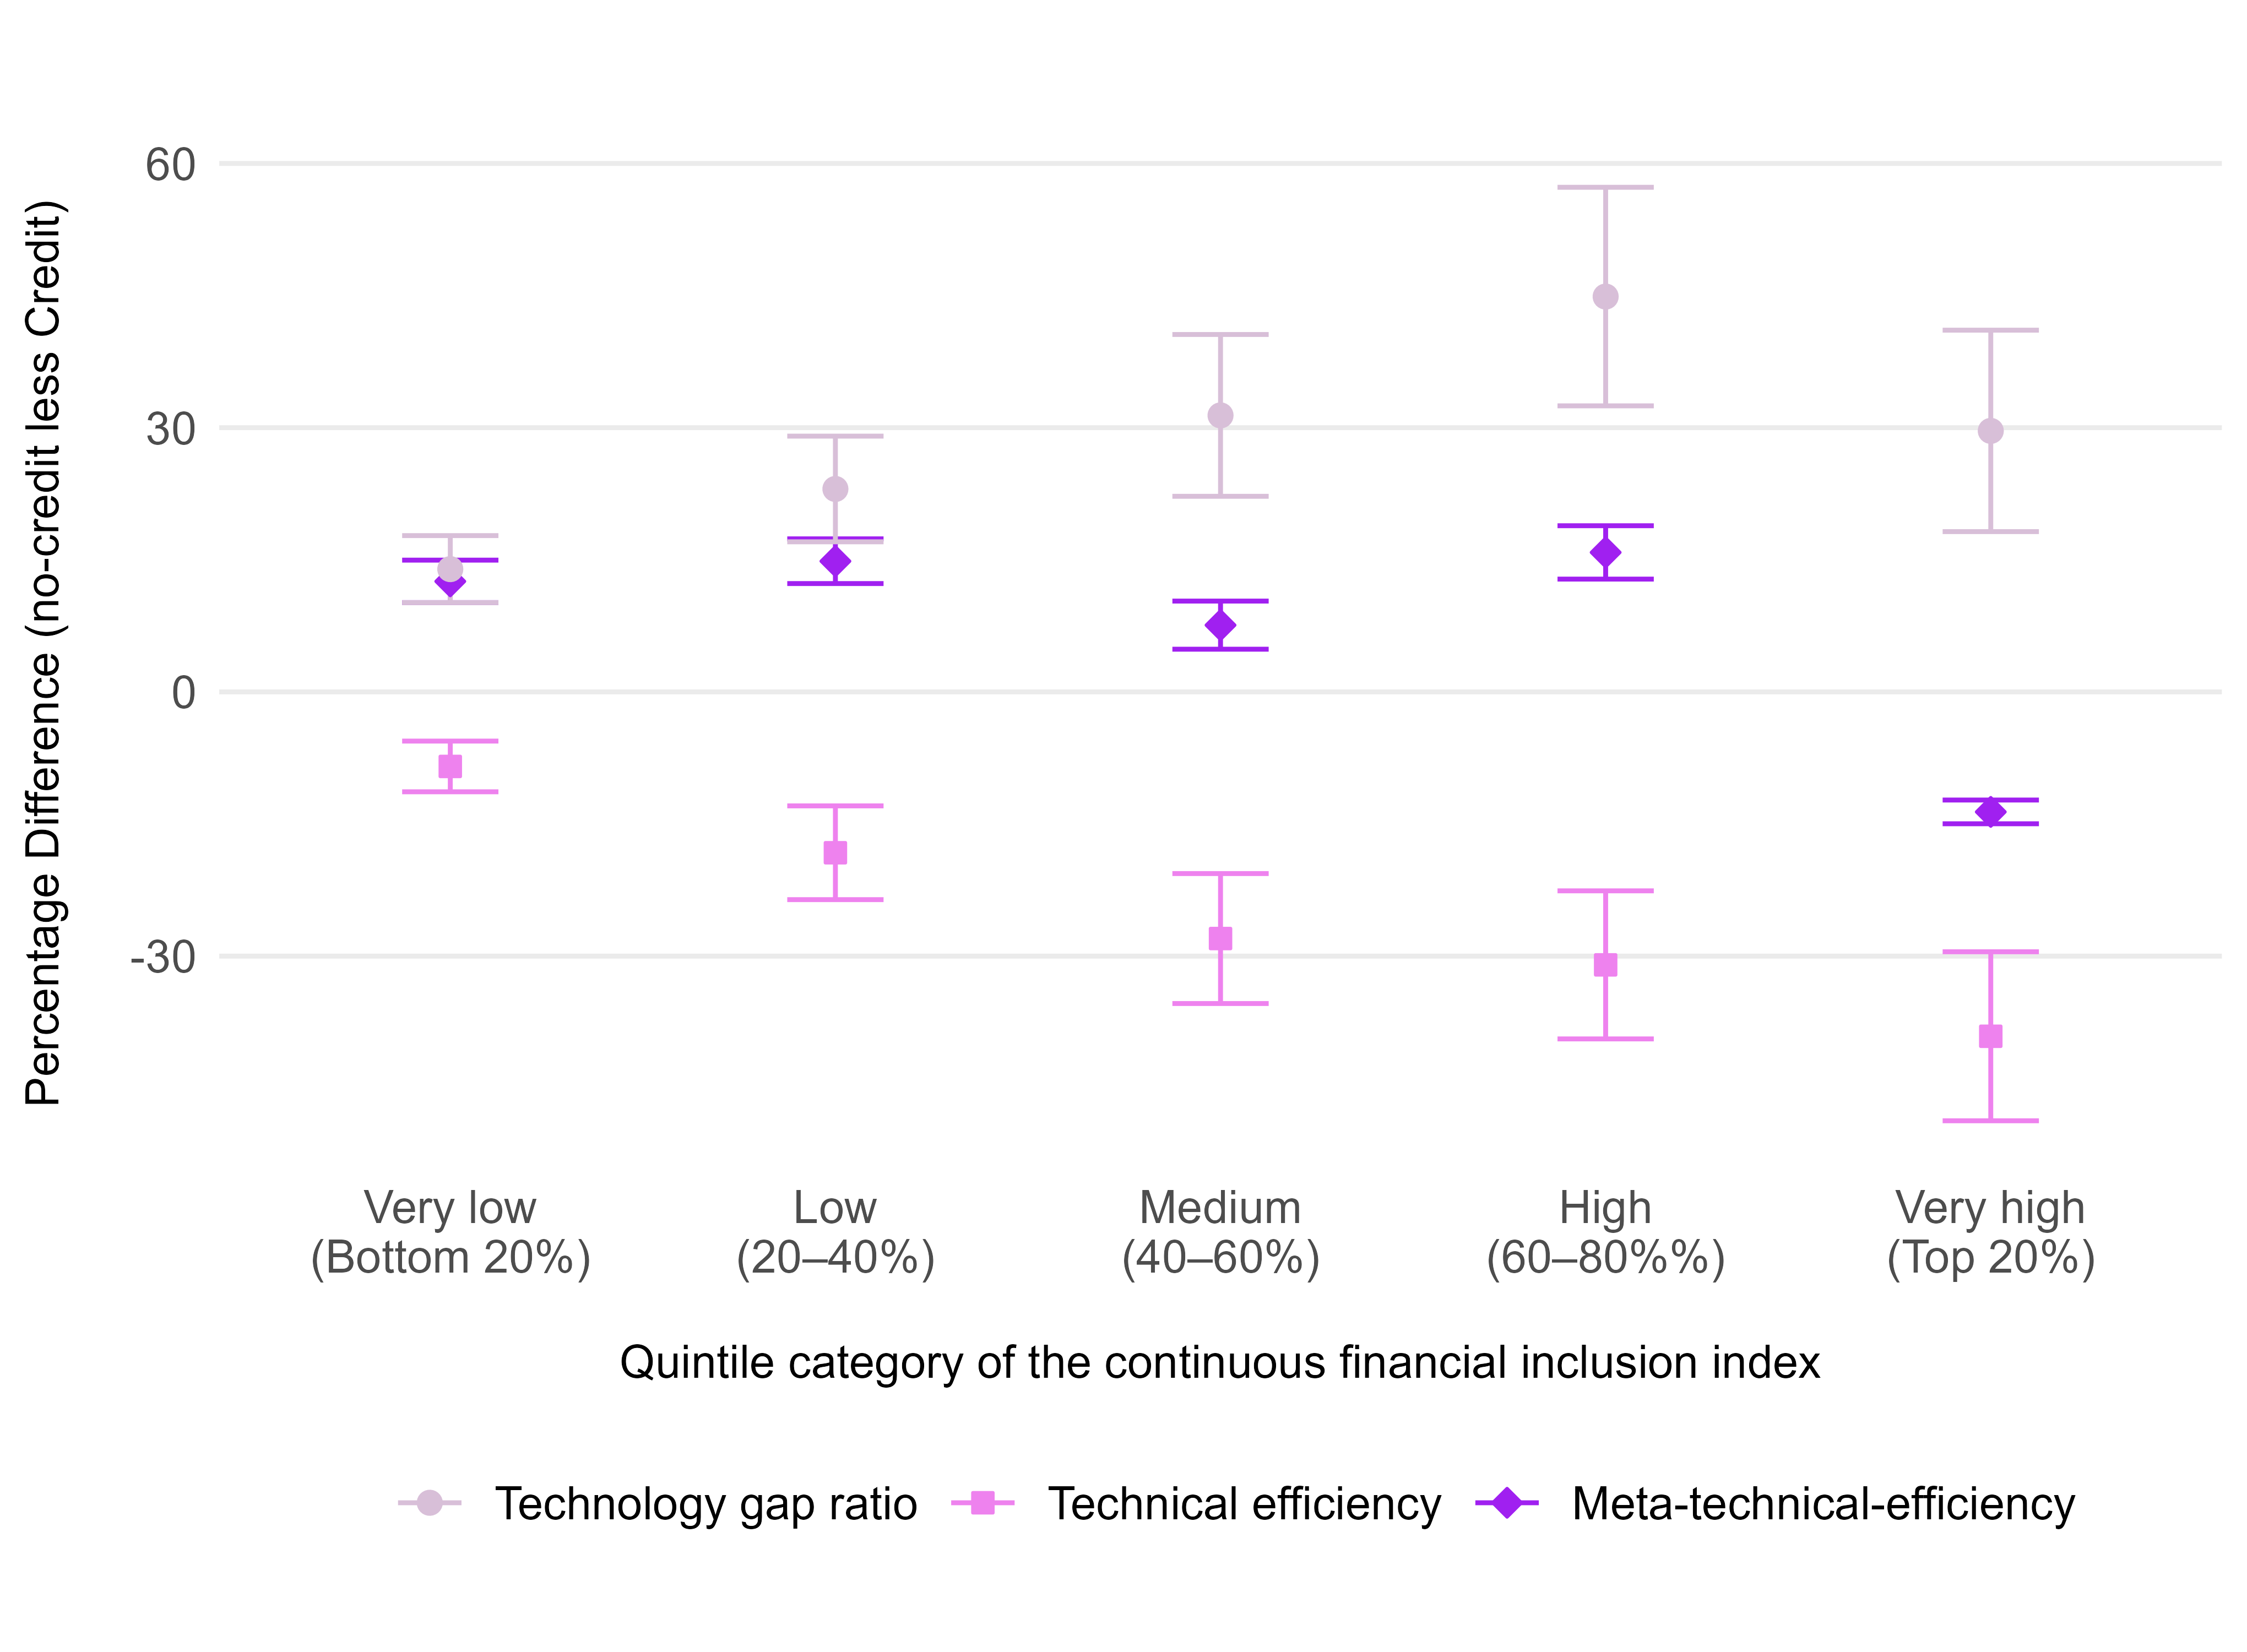 Percentage Difference (no-credit less Credit)
60
30
0
-30
Very low
(Bottom 20%)
Low
(20–40%)
Medium
(40–60%)
High
(60–80%%)
Very high
(Top 20%)
Quintile category of the continuous financial inclusion index
Technology gap ratio
Technical efficiency
Meta-technical-efficiency